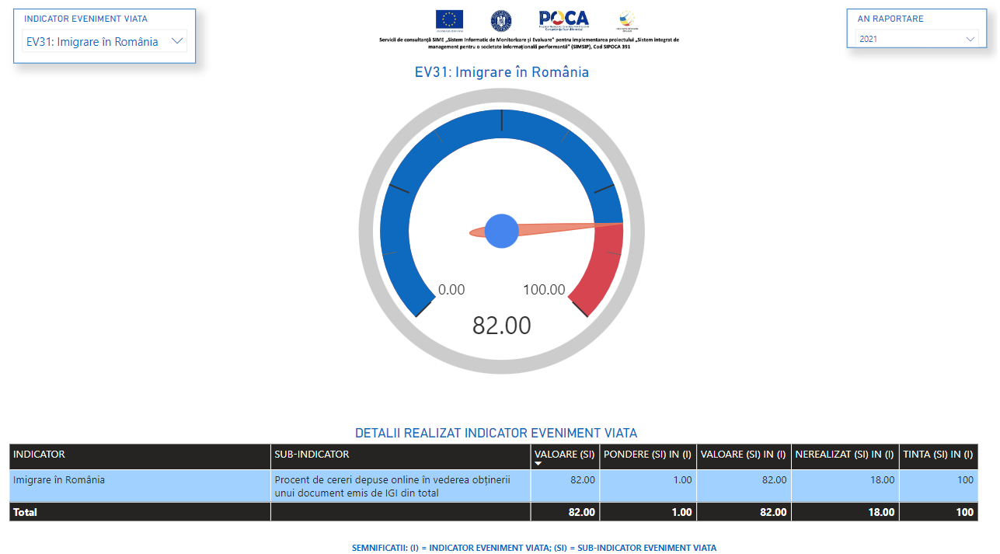 INDICATOR EVENIMENT VIATA
EV31: Imigrare în România
POCA
Servicii de consultanță SIME „Sistem Informatic de Monitorizare și Evaluare” pentru implementarea proiectului „Sistem integrat de
management pentru o societate informațională performantă” (SIMSIP), Cod SIPOCA 391
AN RAPORTARE
2021
EV31: Imigrare în România
0.00
100.00
82.00
DETALII REALIZAT INDICATOR EVENIMENT VIATA
INDICATOR SUB-INDICATOR VALOARE (SI) PONDERE (SI) IN (I) VALOARE (SI) IN (I) NEREALIZAT (SI) IN (I) TINTA (SI) IN (I)
Imigrare în România Procent de cereri depuse online în vederea obținerii 82.00 1.00 82.00 18.00 100
unui document emis de IGI din total
Total 82.00 1.00 82.00 18.00 100
SEMNIFICATII: (I) = INDICATOR EVENIMENT VIATA; (SI) = SUB-INDICATOR EVENIMENT VIATA